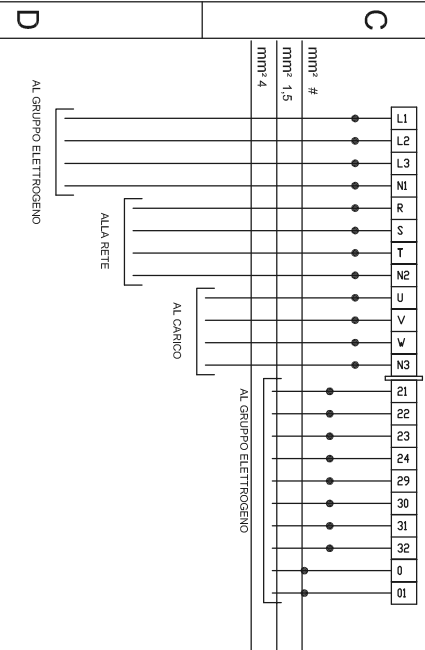 D
C
mm² #
mm² 1,5
mm² 4
L1
L2
L3
N1
R
S
T
N2
U
V
W
N3
21
22
23
24
29
30
31
32
0
01
AL GRUPPO ELETTROGENO
ALLA RETE
AL CARICO
AL GRUPPO ELETTROGENO